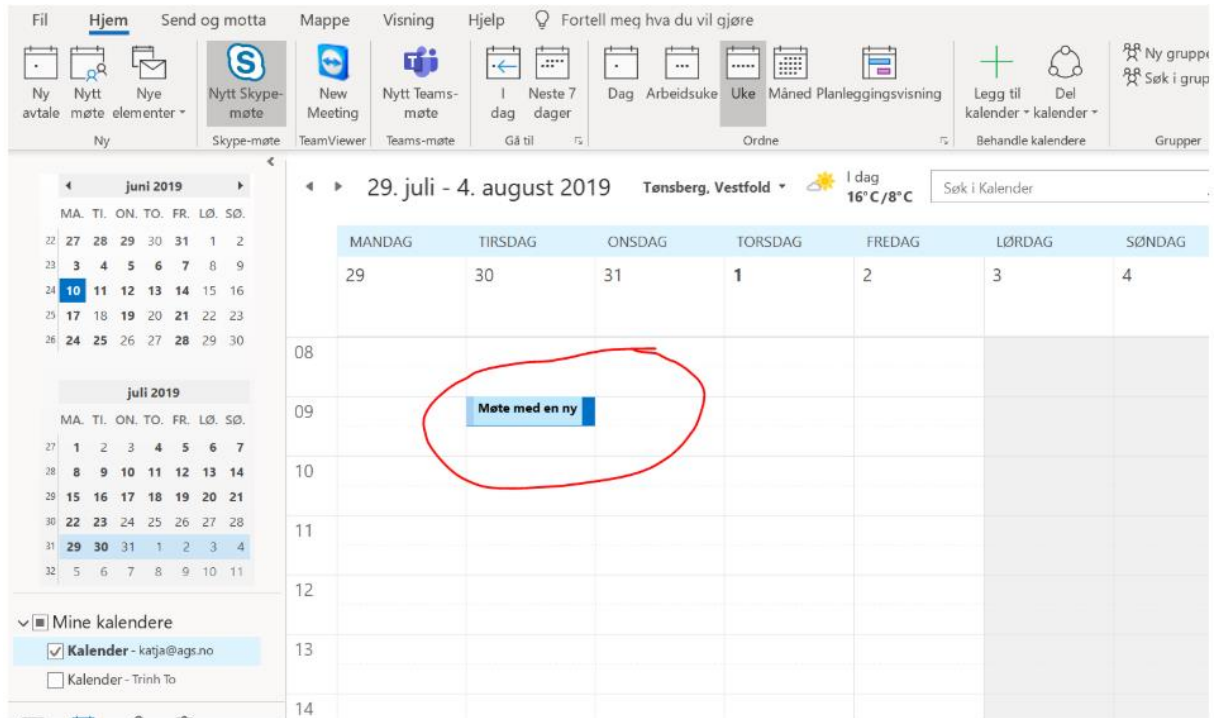 Fil Hjem Send og motta Mappe Visning Hjelp Fortell meg hva du vil gjøre
Ny avtale
Nytt møte
Nye elementer
Ny
Nytt Skype-møte
Skype-møte
New Meeting
TeamViewer
Nytt Teams-møte
Teams-møte
I dag
Neste 7 dager
Gå til
Dag
Arbeidsuke
Uke
Måned
Planleggingsvisning
Ordne
Legg til kalender
Del kalender
Behandle kalendere
Ny gruppe
Søk i grup
Grupper
juni 2019
MA. TI. ON. TO. FR. LØ. SØ.
22 27 28 29 30 31 1 2
23 3 4 5 6 7 8 9
24 10 11 12 13 14 15 16
25 17 18 19 20 21 22 23
26 24 25 26 27 28 29 30
juli 2019
MA. TI. ON. TO. FR. LØ. SØ.
27 1 2 3 4 5 6 7
28 8 9 10 11 12 13 14
29 15 16 17 18 19 20 21
30 22 23 24 25 26 27 28
31 29 30 31 1 2 3 4
32 5 6 7 8 9 10 11
Mine kalendere
Kalender - katja@ags.no
Kalender - Trinh To
29. juli - 4. august 2019
Tønsberg, Vestfold
I dag
16°C/8°C
Søk i Kalender
MANDAG TIRSDAG ONSDAG TORSDAG FREDAG LØRDAG SØNDAG
29 30 31 1 2 3 4
08
09 Møte med en ny
10
11
12
13
14